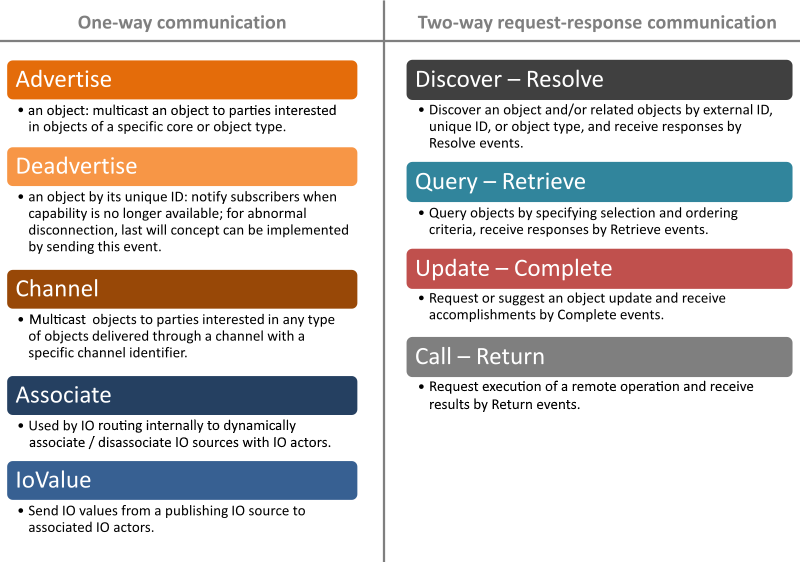 One-way communication
Advertise
• an object: multicast an object to parties interested
in objects of a specific core or object type.
Deadvertise
• an object by its unique ID: notify subscribers when
capability is no longer available; for abnormal
disconnection, last will concept can be implemented
by sending this event.
Channel
• Multicast objects to parties interested in any type
of objects delivered through a channel with a
specific channel identifier.
Associate
• Used by IO routing internally to dynamically
associate / disassociate IO sources with IO actors.
IoValue
• Send IO values from a publishing IO source to
associated IO actors.
Two-way request-response communication
Discover – Resolve
• Discover an object and/or related objects by external ID,
unique ID, or object type, and receive responses by
Resolve events.
Query – Retrieve
• Query objects by specifying selection and ordering
criteria, receive responses by Retrieve events.
Update – Complete
• Request or suggest an object update and receive
accomplishments by Complete events.
Call – Return
• Request execution of a remote operation and receive
results by Return events.